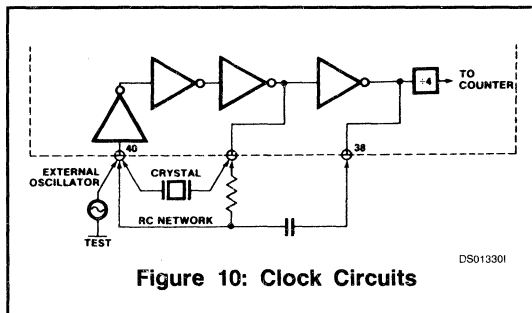 ÷4
TO
COUNTER
40
38
EXTERNAL
OSCILLATOR
CRYSTAL
RC NETWORK
TEST
DS01330I
Figure 10: Clock Circuits